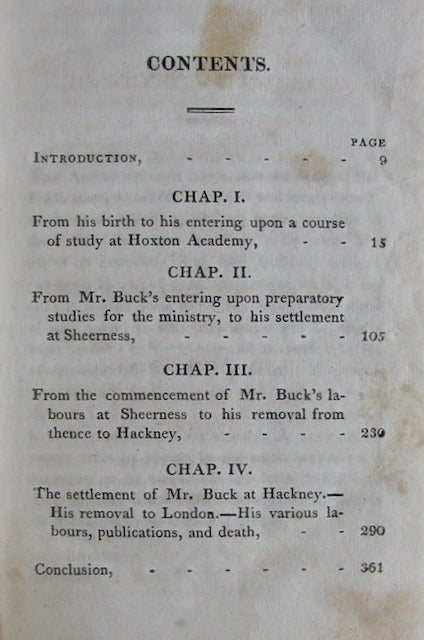 CONTENTS.
PAGE
INTRODUCTION, - - - - - 9
CHAP. I.
From his birth to his entering upon a course
of study at Hoxton Academy, - - 15
CHAP. II.
From Mr. Buck's entering upon preparatory
studies for the ministry, to his settlement
at Sheerness, - - - - - 105
CHAP. III.
From the commencement of Mr. Buck's la-
bours at Sheerness to his removal from
thence to Hackney, - - - - - 230
CHAP. IV.
The settlement of Mr. Buck at Hackney.—
His removal to London.—His various la-
bours, publications, and death, - - 290
Conclusion, - - - - - - 361